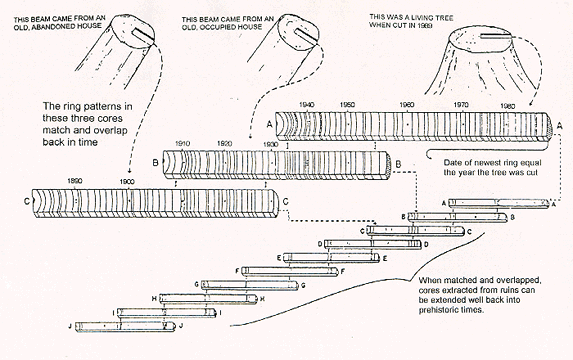 THIS BEAM CAME FROM AN
OLD, ABANDONED HOUSE
THIS BEAM CAME FROM AN
OLD, OCCUPIED HOUSE
THIS WAS A LIVING TREE
WHEN CUT IN 1989
The ring patterns in
these three cores
match and overlap
back in time
1940 1950 1960 1970 1980
A A
1910 1920 1930
B B
Date of newest ring equal
the year the tree was cut
1890 1900
C C
A A
B B
C C
D D
E E
F F
G G
H H
I I
J J
When matched and overlapped,
cores extracted from ruins can
be extended well back into
prehistoric times.